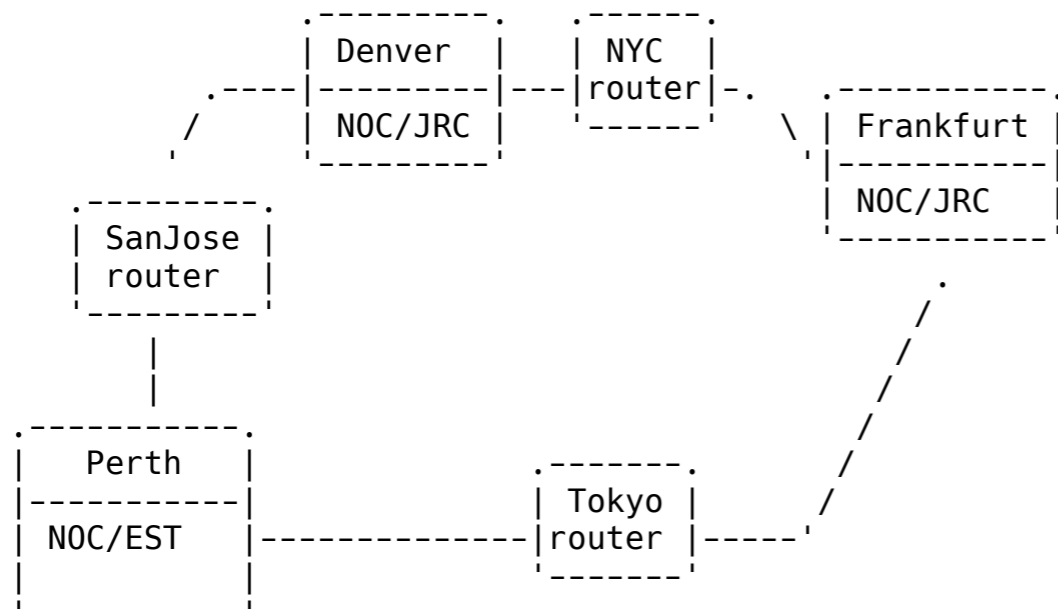 Denver
NOC/JRC
NYC
router
Frankfurt
NOC/JRC
SanJose
router
Perth
NOC/EST
Tokyo
router